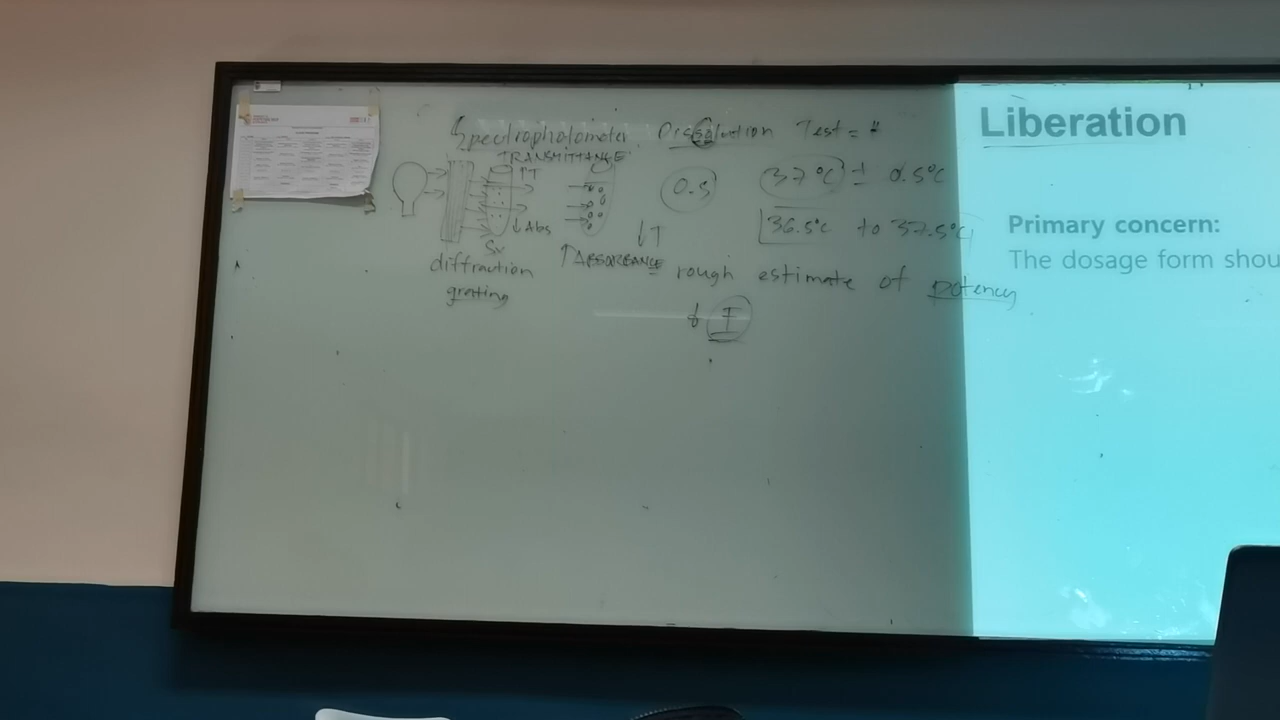 Spectrophotometer Dissolution Test = "
TRANSMITTANCE
↑T
0.5
37°C ± 0.5°C
↓Abs
36.5°C to 37.5°C
Sx
↓T
↑ABSORBANCE
diffraction
grating
rough estimate of potency
Liberation
Primary concern:
The dosage form shou